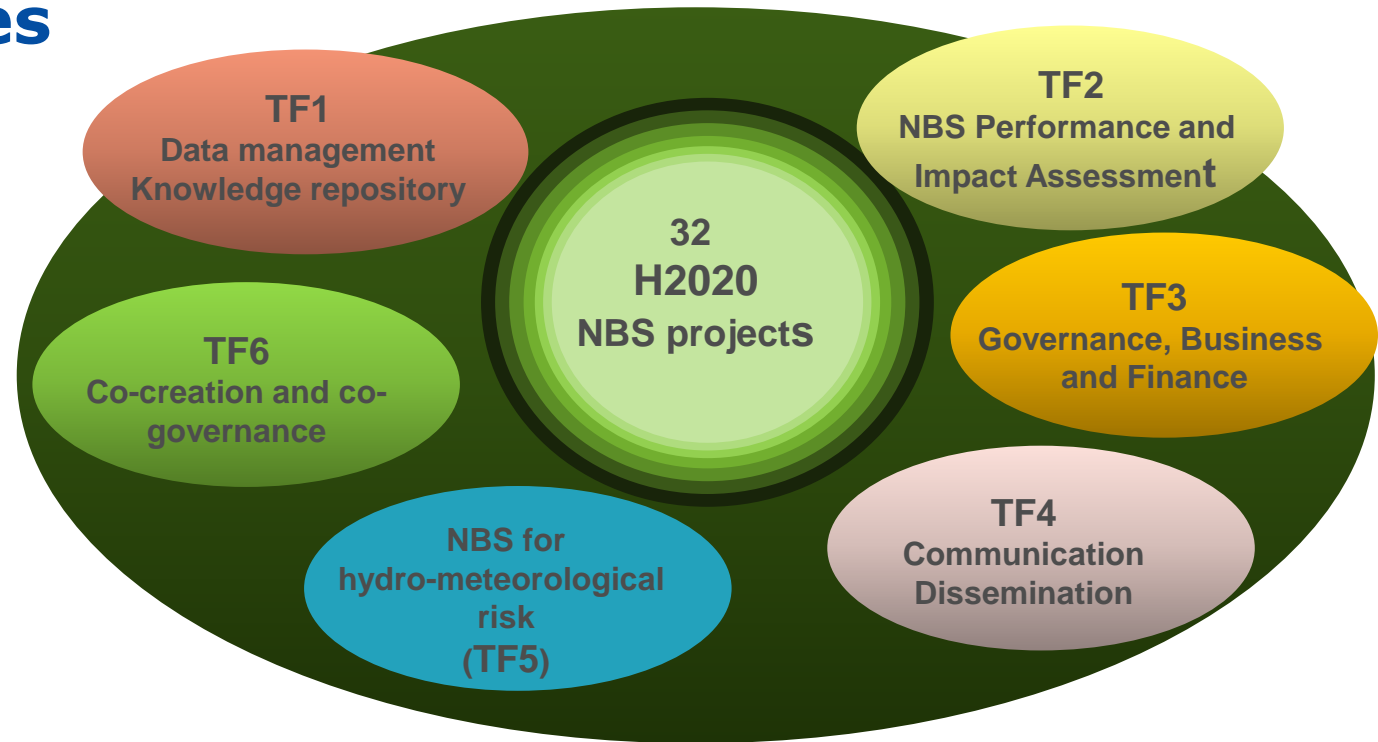 es
TF1
Data management
Knowledge repository
TF2
NBS Performance and
Impact Assessment
32
H2020
NBS projects
TF3
Governance, Business
and Finance
TF6
Co-creation and co-
governance
TF4
Communication
Dissemination
NBS for
hydro-meteorological
risk
(TF5)